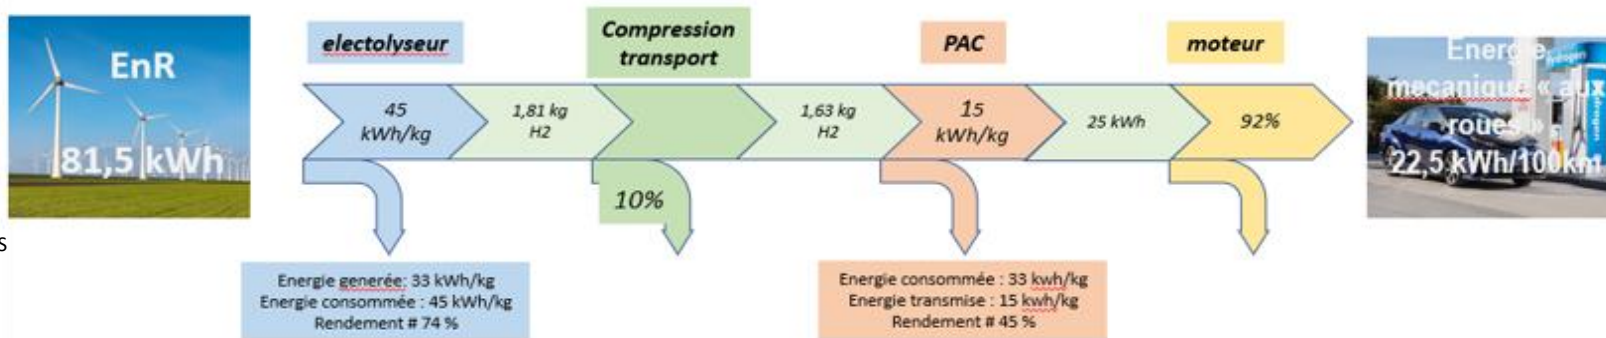 EnR
81,5 kWh
electolyseur
Compression
transport
PAC
moteur
45
kWh/kg
1,81 kg
H2
1,63 kg
H2
15
kWh/kg
25 kWh
92%
10%
Energie
mecanique « aux
roues »
22,5 kWh/100km
s
Energie generée: 33 kWh/kg
Energie consommée : 45 kWh/kg
Rendement # 74 %
Energie consommée : 33 kwh/kg
Energie transmise : 15 kwh/kg
Rendement # 45 %